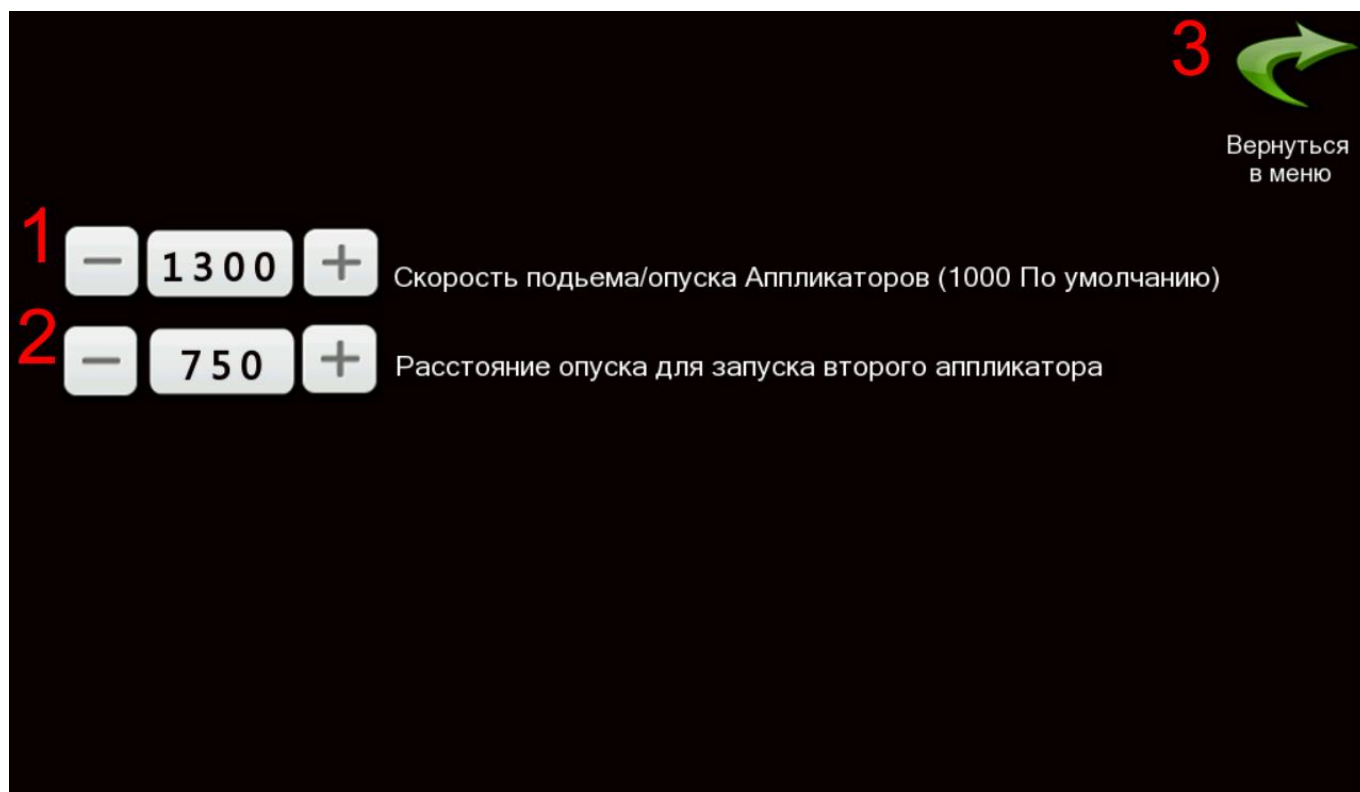 3
Вернуться
в меню
1
1300 Скорость подьема/опуска Аппликаторов (1000 По умолчанию)
2
750 Расстояние опуска для запуска второго аппликатора